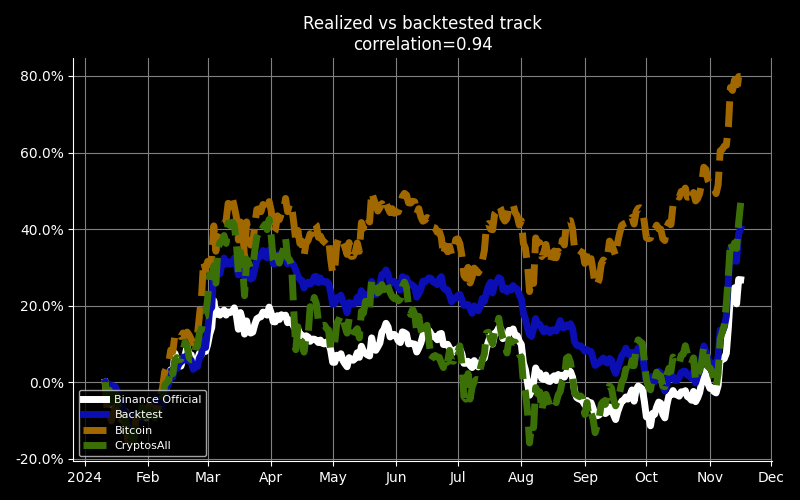 Realized vs backtested track
correlation=0.94
80.0%
60.0%
40.0%
20.0%
0.0%
-20.0%
Binance Official
Backtest
Bitcoin
CryptosAll
2024 Feb Mar Apr May Jun Jul Aug Sep Oct Nov Dec